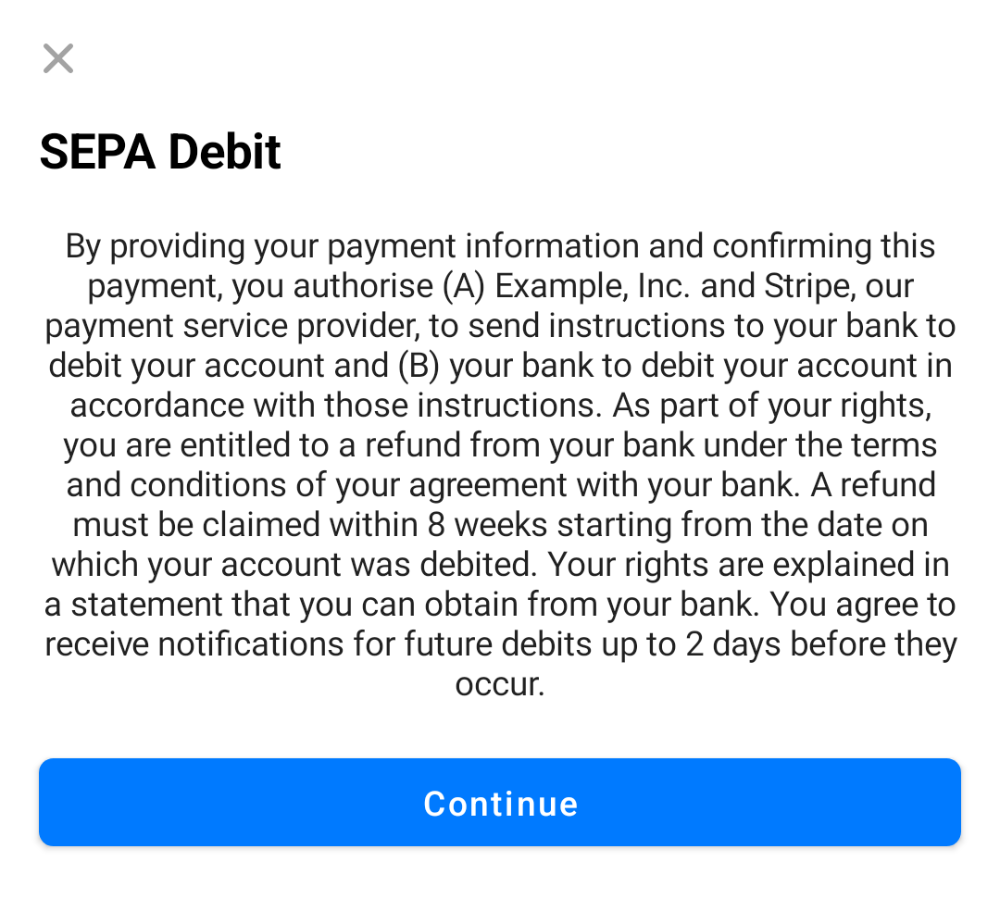 SEPA Debit
By providing your payment information and confirming this
payment, you authorise (A) Example, Inc. and Stripe, our
payment service provider, to send instructions to your bank to
debit your account and (B) your bank to debit your account in
accordance with those instructions. As part of your rights,
you are entitled to a refund from your bank under the terms
and conditions of your agreement with your bank. A refund
must be claimed within 8 weeks starting from the date on
which your account was debited. Your rights are explained in
a statement that you can obtain from your bank. You agree to
receive notifications for future debits up to 2 days before they
occur.
Continue